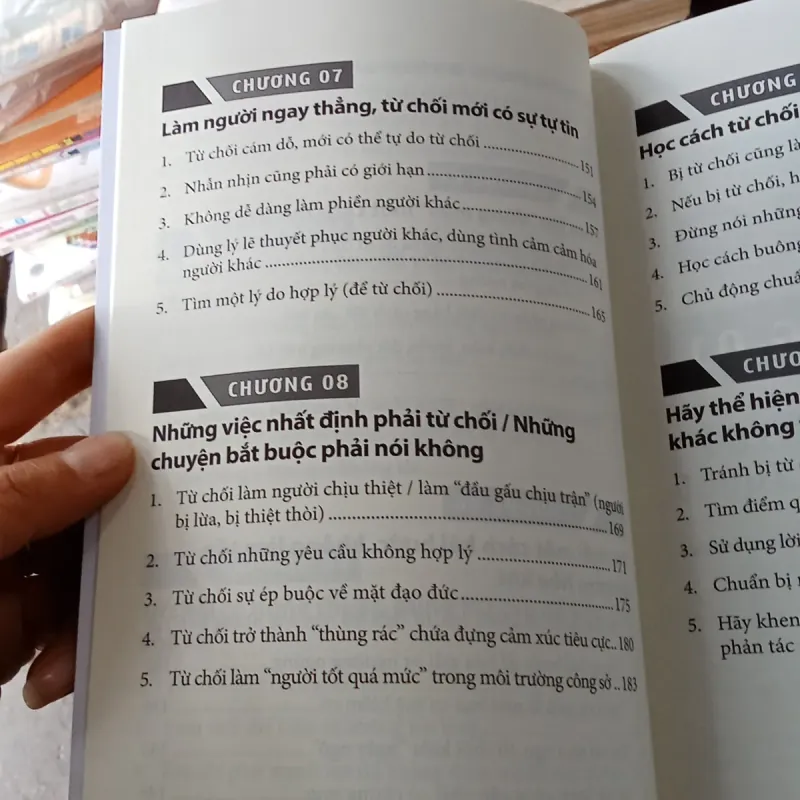 CHƯƠNG 07
Làm người ngay thẳng, từ chối mới có sự tự tin
1. Từ chối cám dỗ, mới có thể tự do từ chối ........ 151
2. Nhẫn nhịn cũng phải có giới hạn ........ 154
3. Không dễ dàng làm phiền người khác ........ 157
4. Dùng lý lẽ thuyết phục người khác, dùng tình cảm cảm hóa
người khác ........ 161
5. Tìm một lý do hợp lý (để từ chối) ........ 165
CHƯƠNG 08
Những việc nhất định phải từ chối / Những
chuyện bắt buộc phải nói không
1. Từ chối làm người chịu thiệt / làm “đầu gấu chịu trận” (người
bị lừa, bị thiệt thòi) ........ 169
2. Từ chối những yêu cầu không hợp lý ........ 171
3. Từ chối sự ép buộc về mặt đạo đức ........ 175
4. Từ chối trở thành “thùng rác” chứa đựng cảm xúc tiêu cực.. 180
5. Từ chối làm “người tốt quá mức” trong môi trường công sở .. 183
CHƯƠNG
Học cách từ chối
1. Bị từ chối cũng là
2. Nếu bị từ chối, h
3. Đừng nói những
4. Học cách buông
5. Chủ động chuẩ
CHƯƠ
Hãy thể hiện
khác không
1. Tránh bị từ
2. Tìm điểm q
3. Sử dụng lời
4. Chuẩn bị
5. Hãy khen
phản tác